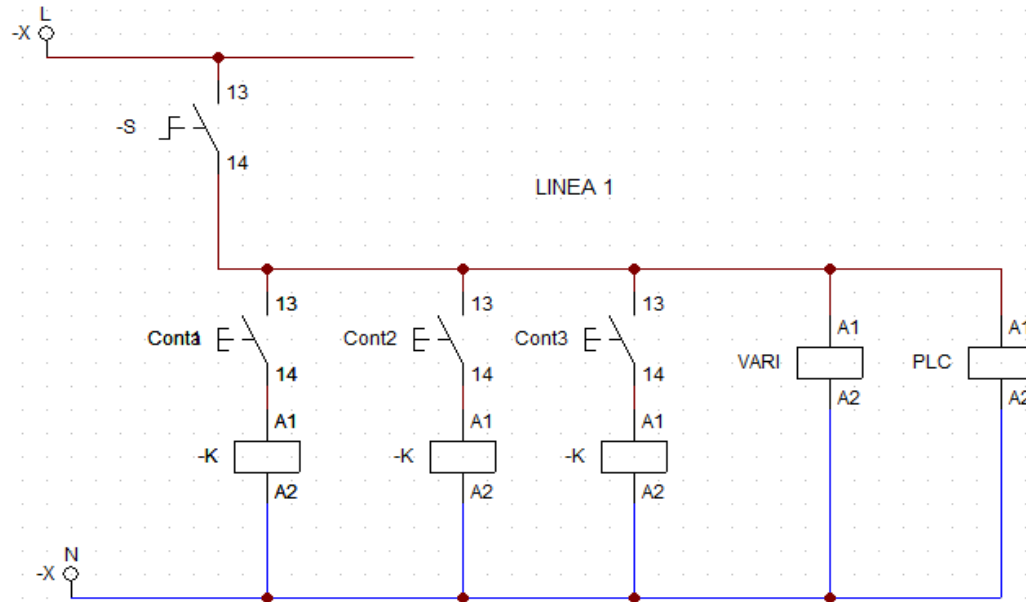 L
-X
13
-S
14
LINEA 1
13
13
13
Cont1
Cont2
Cont3
14
14
14
A1
A1
VARI
PLC
A2
A2
A1
A1
A1
-K
-K
-K
A2
A2
A2
N
-X